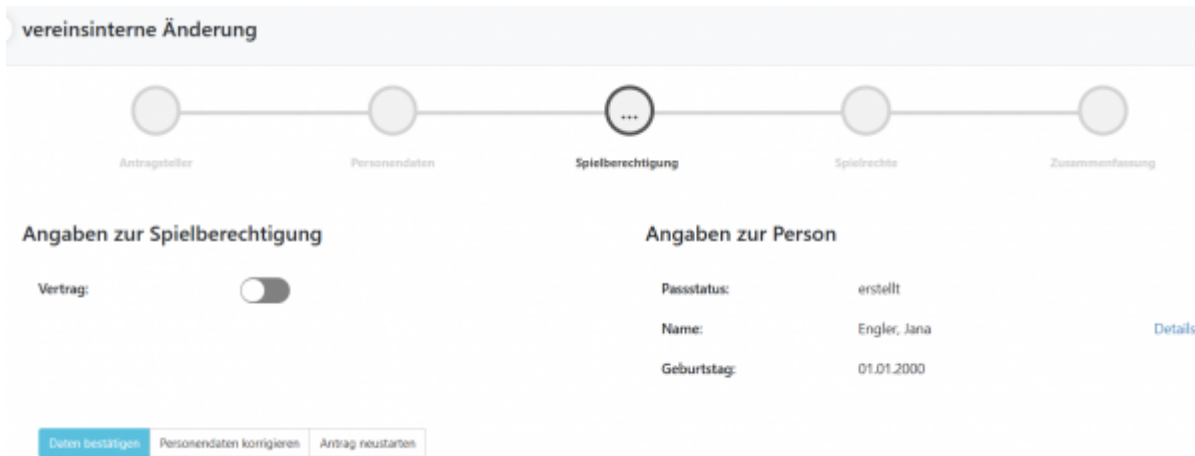 vereinsinterne Änderung
...
Antragsteller
Personendaten
Spielberechtigung
Spielrechte
Zusammenfassung
Angaben zur Spielberechtigung
Vertrag:
Angaben zur Person
Passstatus: erstellt
Name: Engler, Jana Details
Geburtstag: 01.01.2000
Daten bestätigen Personendaten korrigieren Antrag neustarten